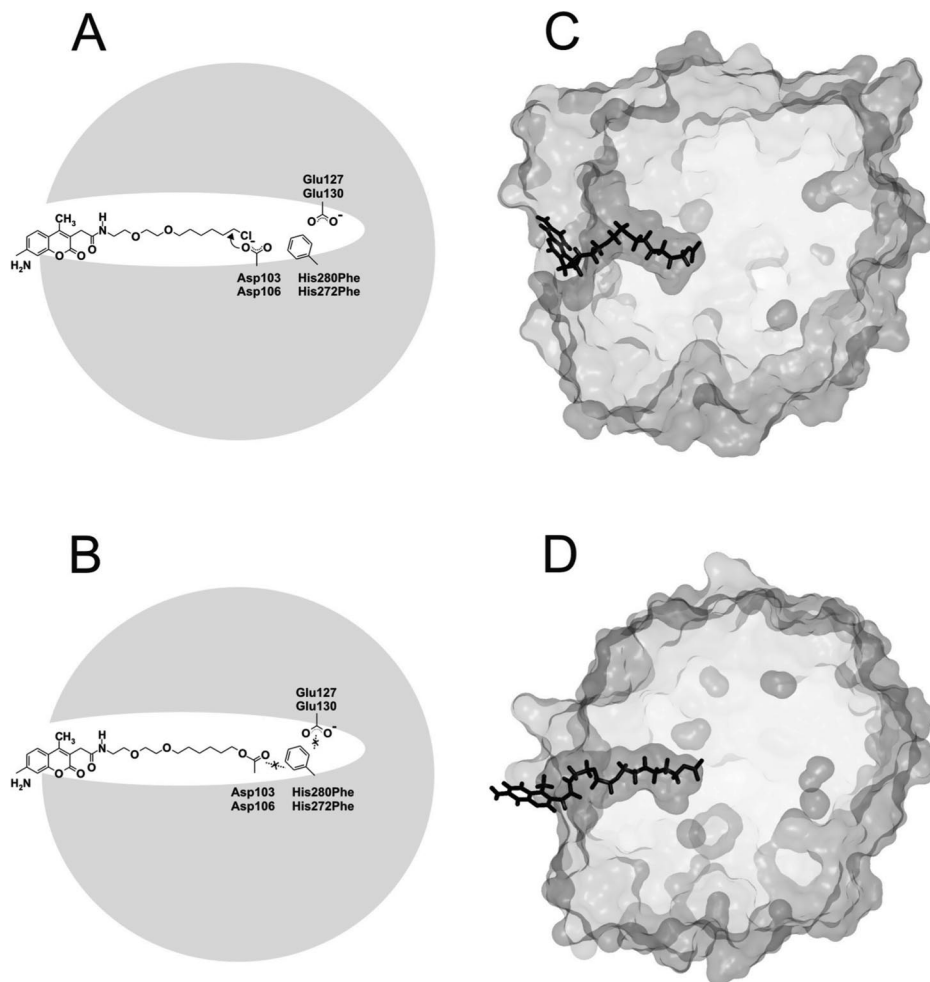 A
Glu127
Glu130
CH₃
H
N
O
O
O
Cl
O
O
O
−
O
O
−
H₂N
Asp103 His280Phe
Asp106 His272Phe
B
Glu127
Glu130
CH₃
H
N
O
O
O
O
O
O
O
O
O
−
H₂N
Asp103 His280Phe
Asp106 His272Phe
C
D